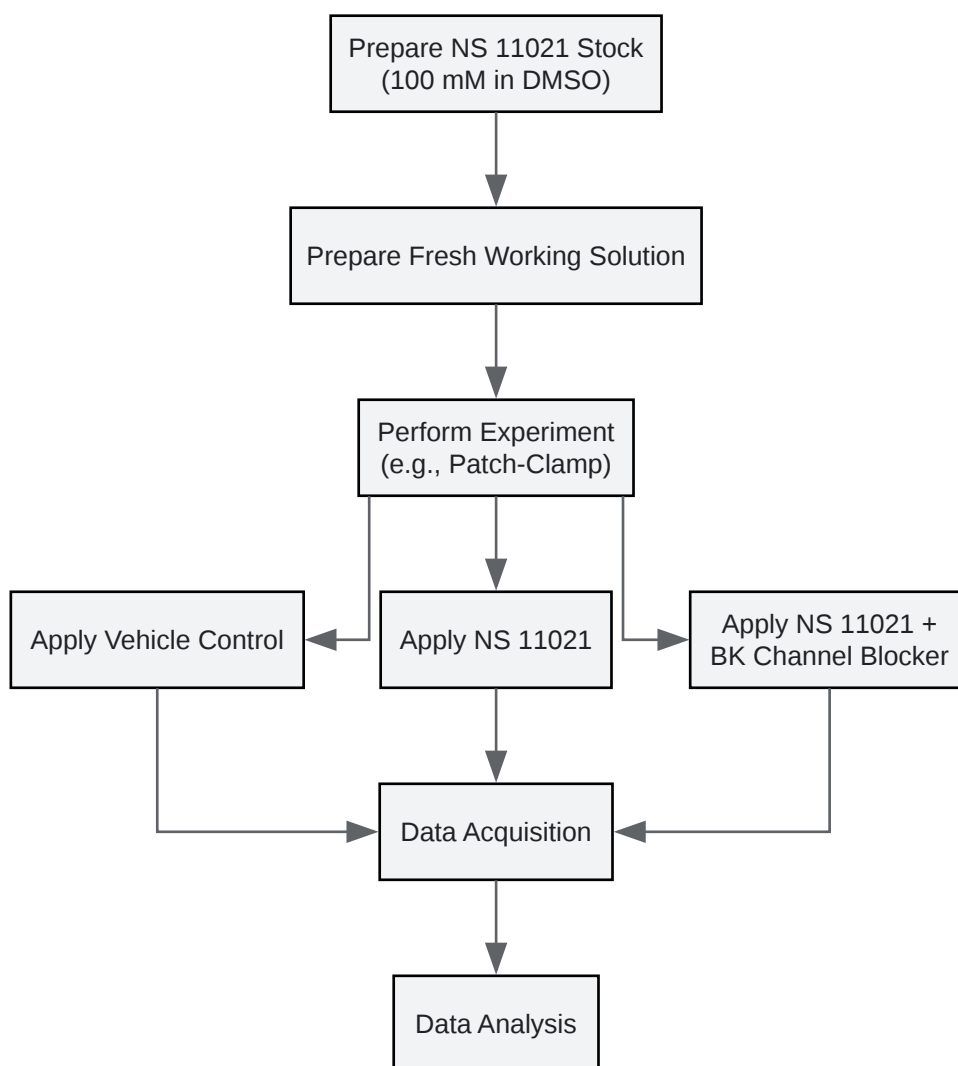 Prepare NS 11021 Stock
(100 mM in DMSO)
Prepare Fresh Working Solution
Perform Experiment
(e.g., Patch-Clamp)
Apply Vehicle Control
Apply NS 11021
Apply NS 11021 +
BK Channel Blocker
Data Acquisition
Data Analysis